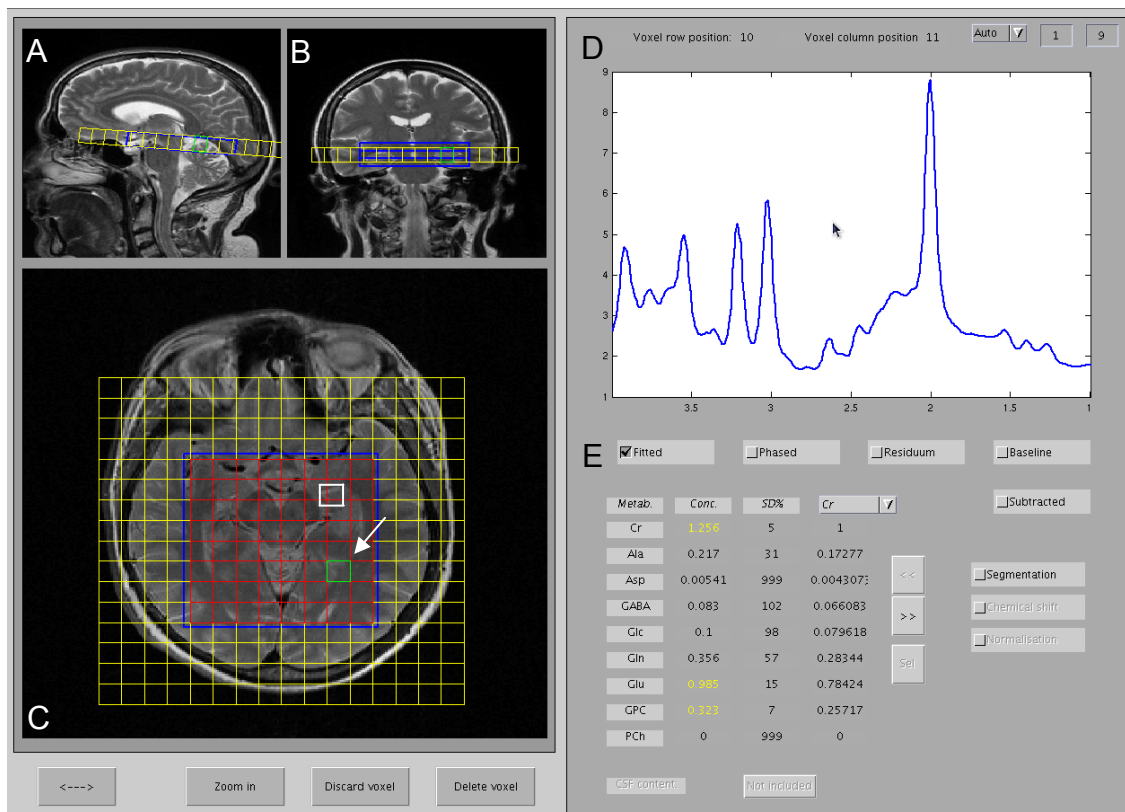 A
B
C
D
Voxel row position: 10
Voxel column position 11
Auto
1
9
9
8
7
6
5
4
3
2
1
3.5
3
2.5
2
1.5
1
E
Fitted
Phased
Residuum
Baseline
Subtracted
Metab. Conc. SD% Cr
Cr 1.256 5 1
Ala 0.217 31 0.17277
Asp 0.00541 999 0.0043073
GABA 0.083 102 0.066083
Glc 0.1 98 0.079618
Gln 0.356 57 0.28344
Glu 0.985 15 0.78424
GPC 0.323 7 0.25717
PCh 0 999 0
<<
>>
Sel
Segmentation
Chemical shift
Normalisation
CSF content.
Not included
<--->
Zoom in
Discard voxel
Delete voxel